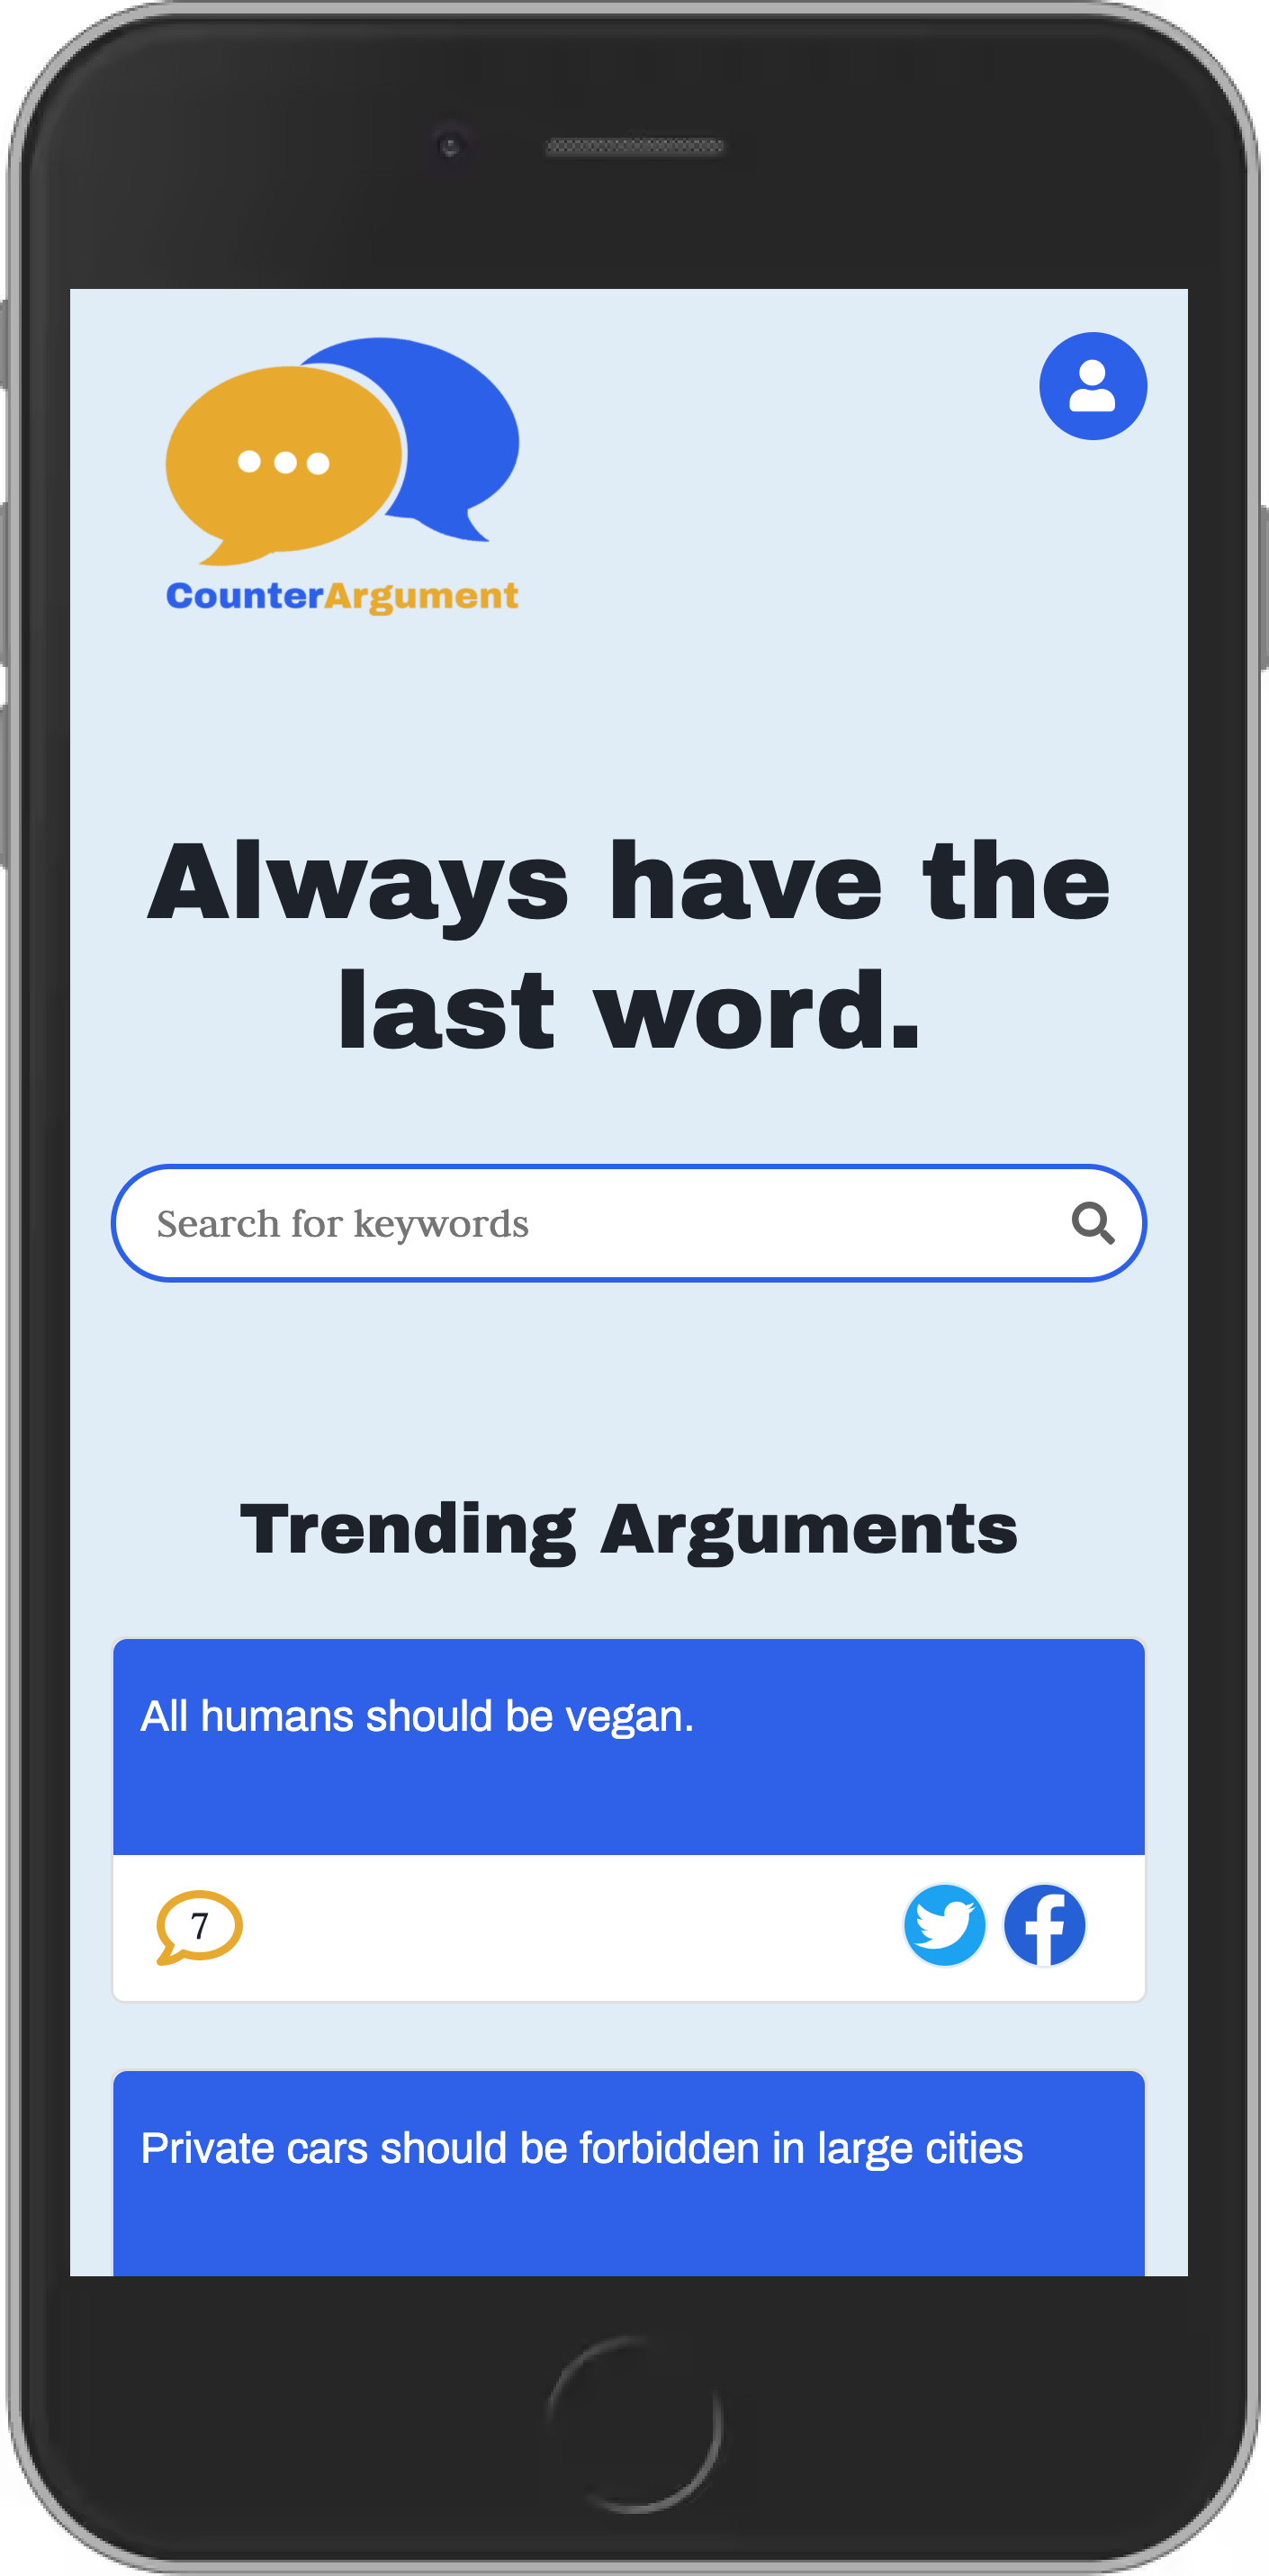 CounterArgument
Always have the
last word.
Search for keywords
Trending Arguments
All humans should be vegan.
7
Private cars should be forbidden in large cities